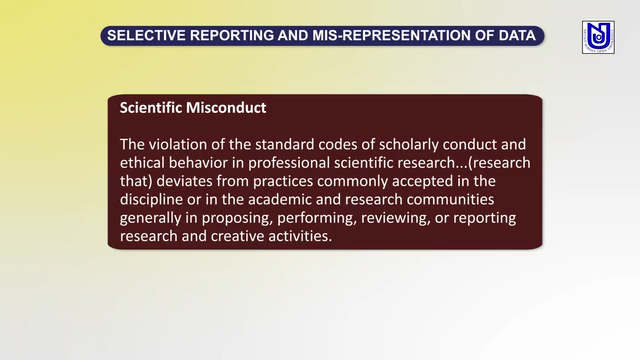 SELECTIVE REPORTING AND MIS-REPRESENTATION OF DATA
Scientific Misconduct
The violation of the standard codes of scholarly conduct and
ethical behavior in professional scientific research...(research
that) deviates from practices commonly accepted in the
discipline or in the academic and research communities
generally in proposing, performing, reviewing, or reporting
research and creative activities.